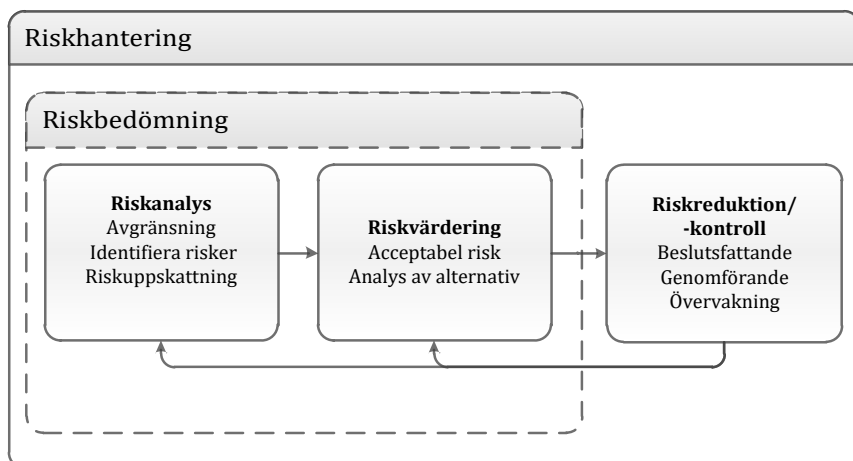 Riskhantering
Riskbedömning
Riskanalys
Avgränsning
Identifiera risker
Riskuppskattning
Riskvärdering
Acceptabel risk
Analys av alternativ
Riskreduktion/
-kontroll
Beslutsfattande
Genomförande
Övervakning